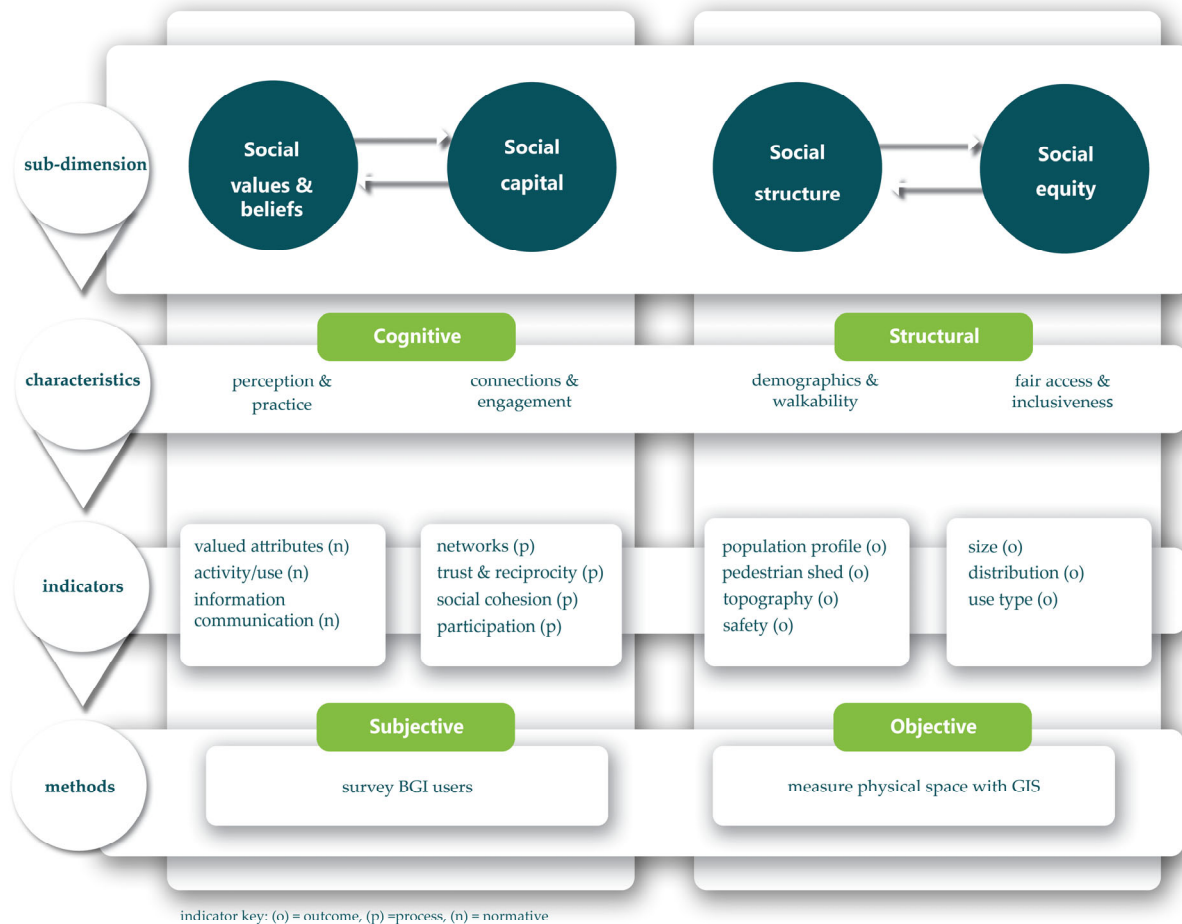 sub-dimension
Social
values &
beliefs
Social
capital
Social
structure
Social
equity
characteristics
Cognitive
perception &
practice
connections &
engagement
Structural
demographics &
walkability
fair access &
inclusiveness
indicators
valued attributes (n)
activity/use (n)
information
communication (n)
networks (p)
trust & reciprocity (p)
social cohesion (p)
participation (p)
population profile (o)
pedestrian shed (o)
topography (o)
safety (o)
size (o)
distribution (o)
use type (o)
methods
Subjective
survey BGI users
Objective
measure physical space with GIS
indicator key: (o) = outcome, (p) =process, (n) = normative